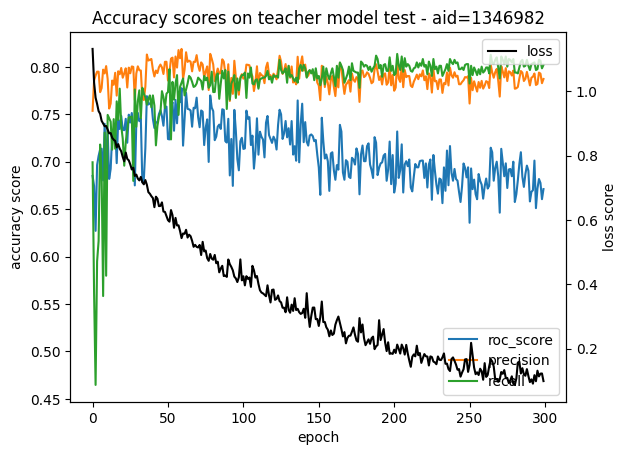 Accuracy scores on teacher model test - aid=1346982
loss
0.80
0.75
0.70
0.65
0.60
0.55
0.50
0.45
accuracy score
1.0
0.8
0.6
0.4
0.2
loss score
roc_score
precision
recall
0
50
100
150
200
250
300
epoch